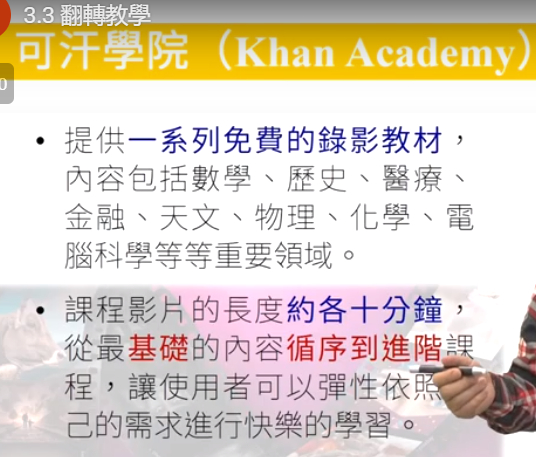 3.3 翻轉教學
可汗學院（Khan Academy）
0
• 提供一系列免費的錄影教材，
內容包括數學、歷史、醫療、
金融、天文、物理、化學、電
腦科學等等重要領域。
• 課程影片的長度約各十分鐘，
從最基礎的內容循序到進階課
程，讓使用者可以彈性依照
己的需求進行快樂的學習。